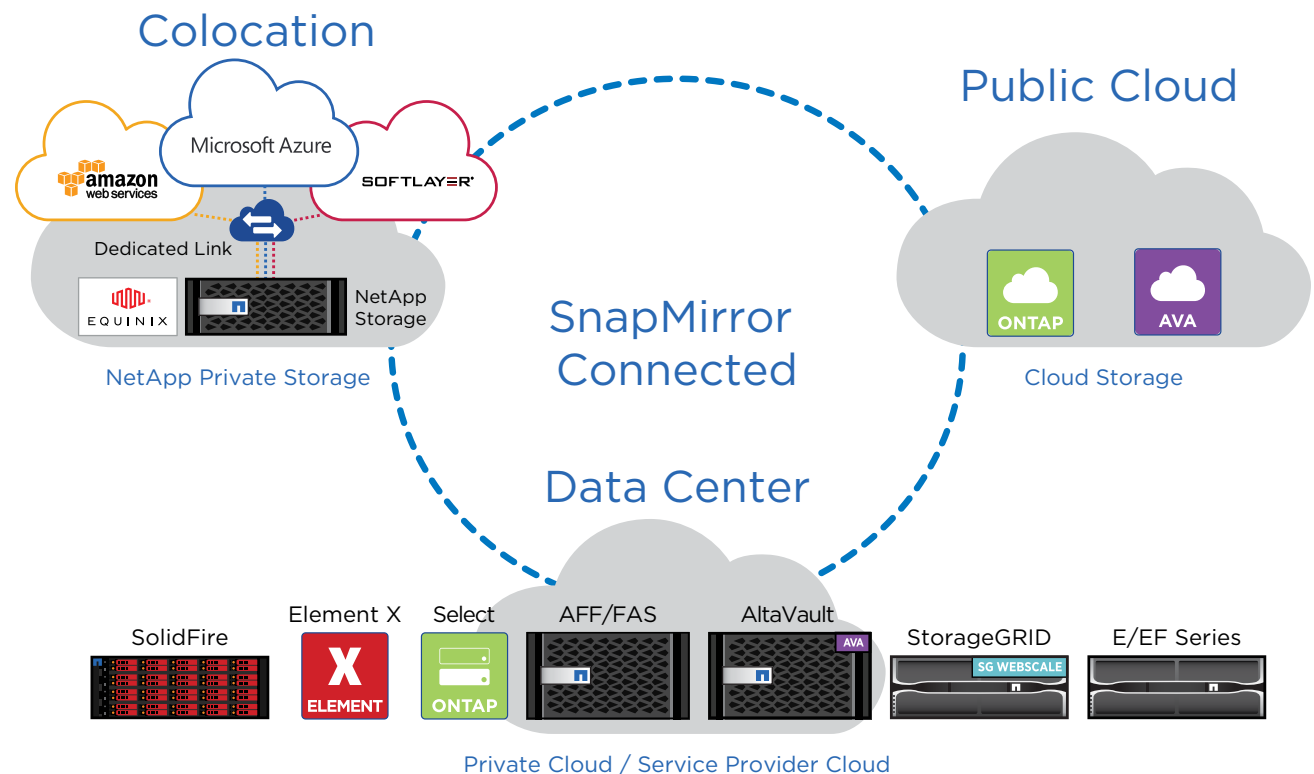 Colocation
Public Cloud
Microsoft Azure
amazon
web services
SOFTLAYER
Dedicated Link
EQUINIX
NetApp
Storage
NetApp Private Storage
SnapMirror
Connected
ONTAP
AVA
Cloud Storage
Data Center
SolidFire
Element X
Select
AFF/FAS
AltaVault
StorageGRID
E/EF Series
X
ELEMENT
ONTAP
AVA
SG WEBSCALE
Private Cloud / Service Provider Cloud